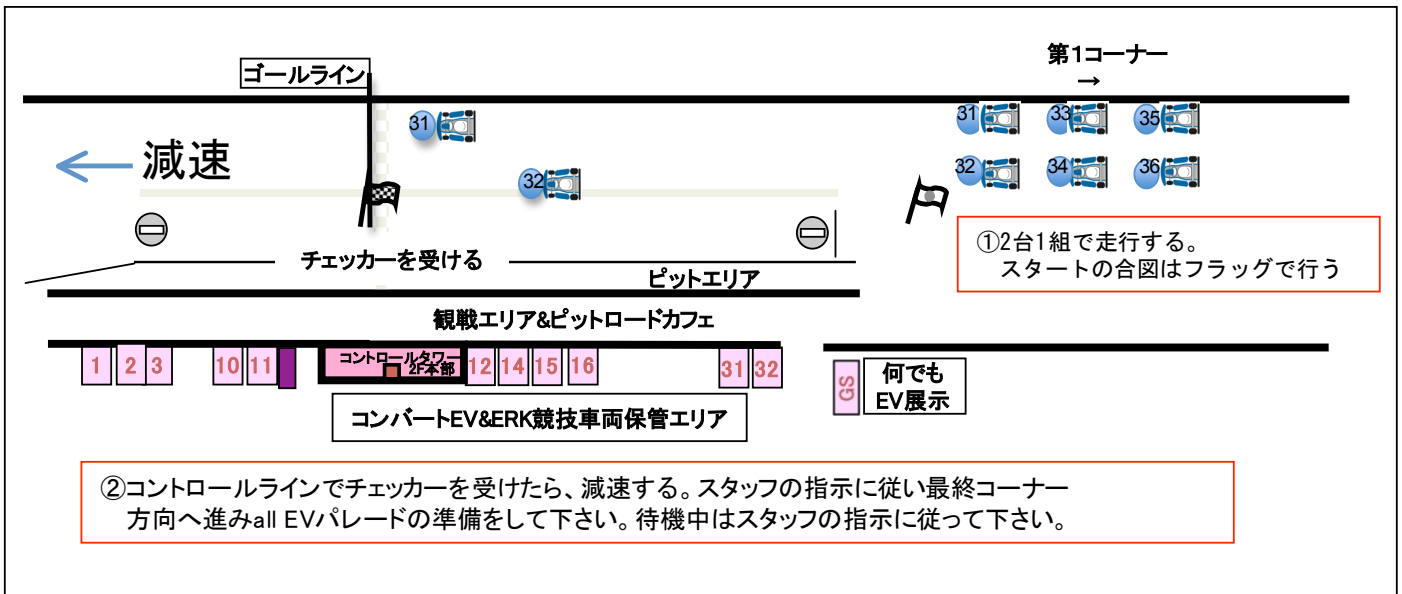 第1コーナー
→
ゴールライン
31
31
33
35
減速
32
32
34
36
①2台1組で走行する。
スタートの合図はフラッグで行う
チェッカーを受ける
ピットエリア
観戦エリア&ピットロードカフェ
1
2
3
10
11
コントロールタワー
2F本部
12
14
15
16
31
32
GS
何でも
EV展示
コンバートEV&ERK競技車両保管エリア
②コントロールラインでチェッカーを受けたら、減速する。スタッフの指示に従い最終コーナー
方向へ進みall EVパレードの準備をして下さい。待機中はスタッフの指示に従って下さい。